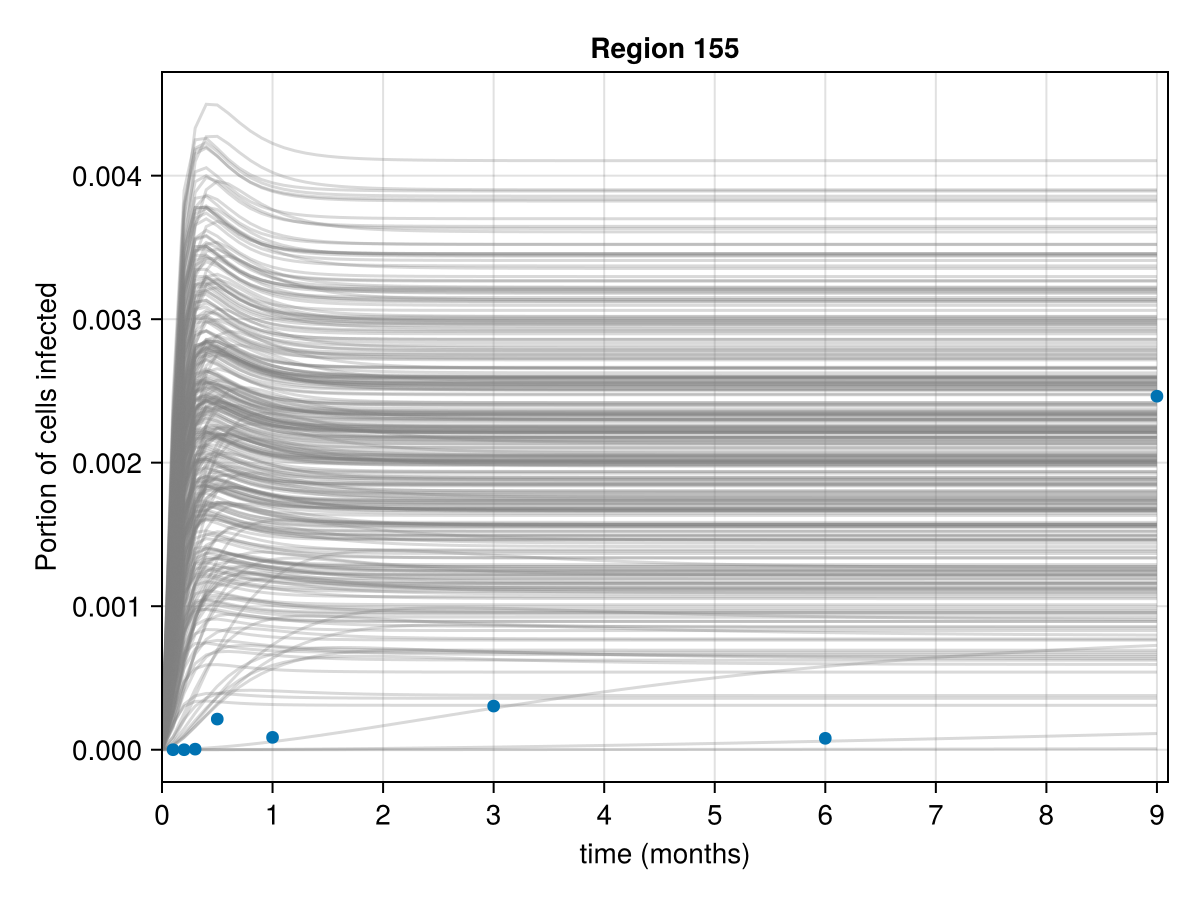 Region 155
Portion of cells infected
0.004
0.003
0.002
0.001
0.000
0 1 2 3 4 5 6 7 8 9
time (months)